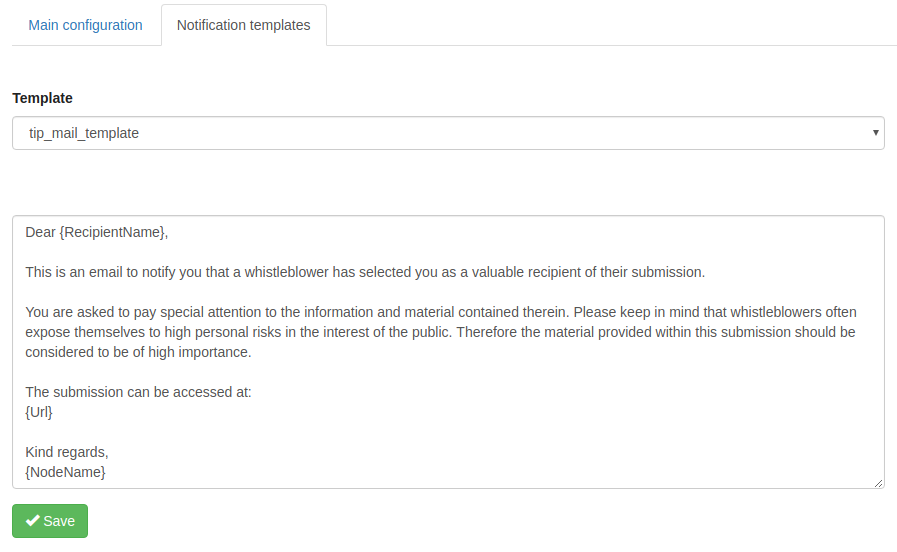 Main configuration
Notification templates
Template
tip_mail_template
Dear {RecipientName},
This is an email to notify you that a whistleblower has selected you as a valuable recipient of their submission.
You are asked to pay special attention to the information and material contained therein. Please keep in mind that whistleblowers often
expose themselves to high personal risks in the interest of the public. Therefore the material provided within this submission should be
considered to be of high importance.
The submission can be accessed at:
{Url}
Kind regards,
{NodeName}
Save